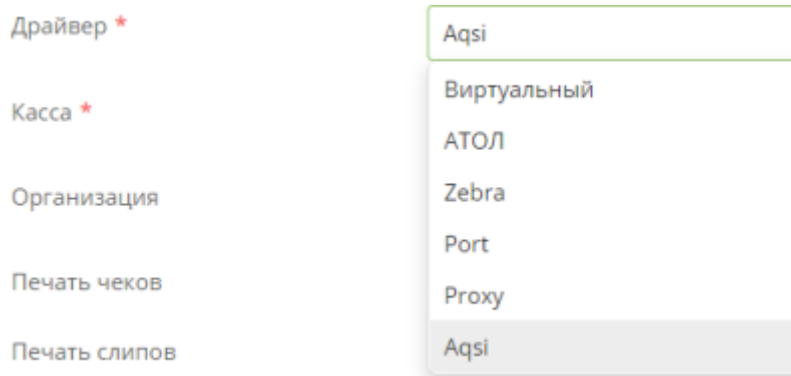 Драйвер *
Aqsi
Виртуальный
Касса *
АТОЛ
Организация
Zebra
Port
Печать чеков
Proxy
Печать слипов
Aqsi